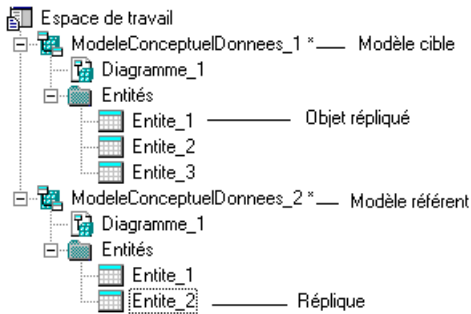 Espace de travail
ModeleConceptuelDonnees_1 * Modèle cible
Diagramme_1
Entités
Entite_1 Objet répliqué
Entite_2
Entite_3
ModeleConceptuelDonnees_2 * Modèle référent
Diagramme_1
Entités
Entite_1
Entite_2 Réplique